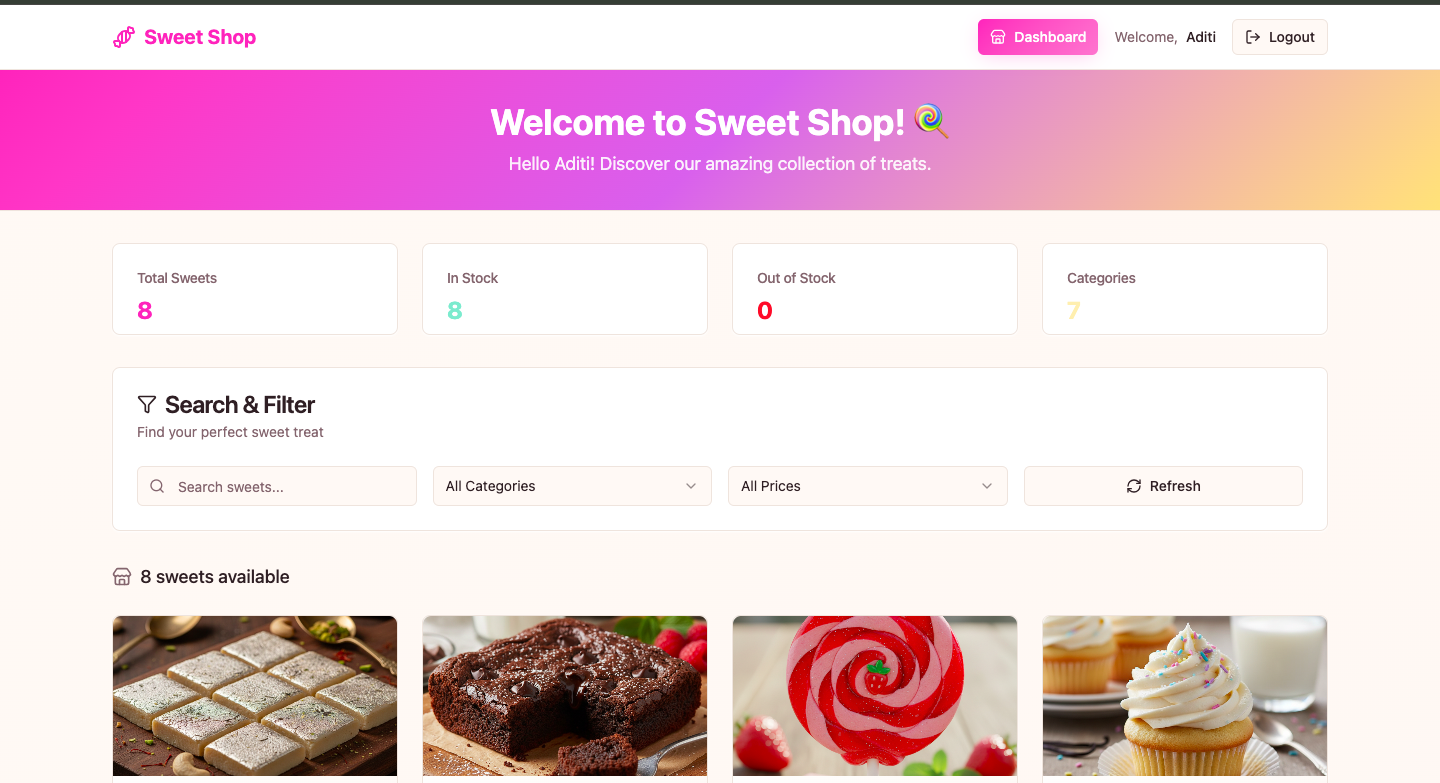 Sweet Shop
Dashboard
Welcome, Aditi
Logout
Welcome to Sweet Shop! 🍭
Hello Aditi! Discover our amazing collection of treats.
Total Sweets
8
In Stock
8
Out of Stock
0
Categories
7
Search & Filter
Find your perfect sweet treat
Search sweets...
All Categories
All Prices
Refresh
8 sweets available